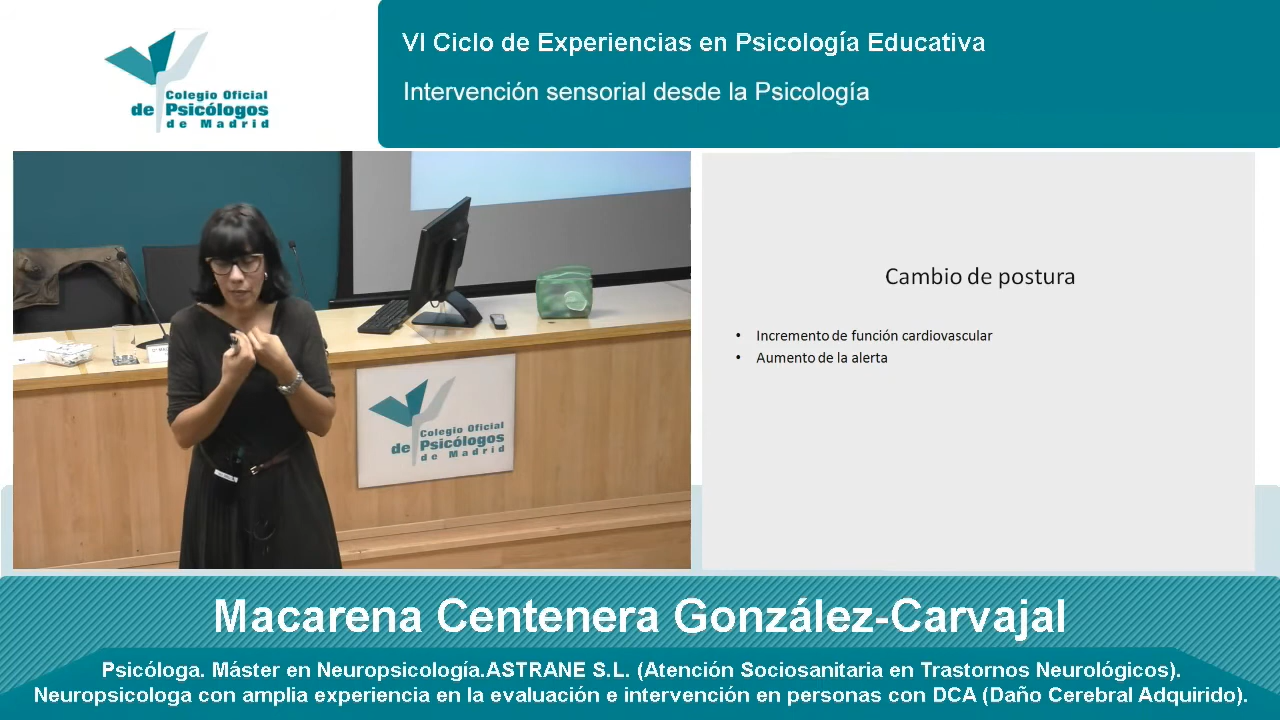 VI Ciclo de Experiencias en Psicología Educativa
Intervención sensorial desde la Psicología
Colegio Oficial
de Psicólogos
de Madrid
Cambio de postura
• Incremento de función cardiovascular
• Aumento de la alerta
Colegio Oficial
de Psicólogos
de Madrid
Macarena Centenera González-Carvajal
Psicóloga. Máster en Neuropsicología.ASTRANE S.L. (Atención Sociosanitaria en Trastornos Neurológicos).
Neuropsicologa con amplia experiencia en la evaluación e intervención en personas con DCA (Daño Cerebral Adquirido).